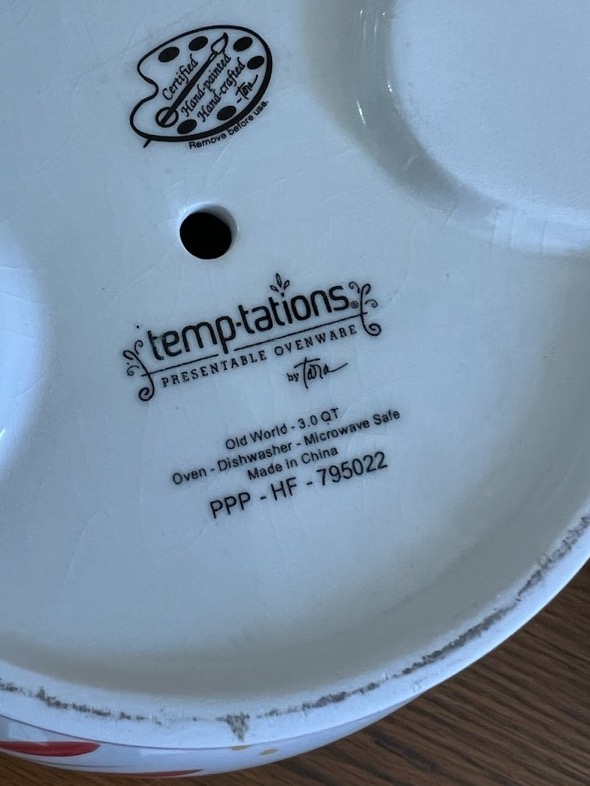 Certified
Hand-painted
Hand-crafted
- Tara
Remove before use.
temp-tations®
PRESENTABLE OVENWARE
by Tara
Old World - 3.0 QT
Oven - Dishwasher - Microwave Safe
Made in China
PPP - HF - 795022